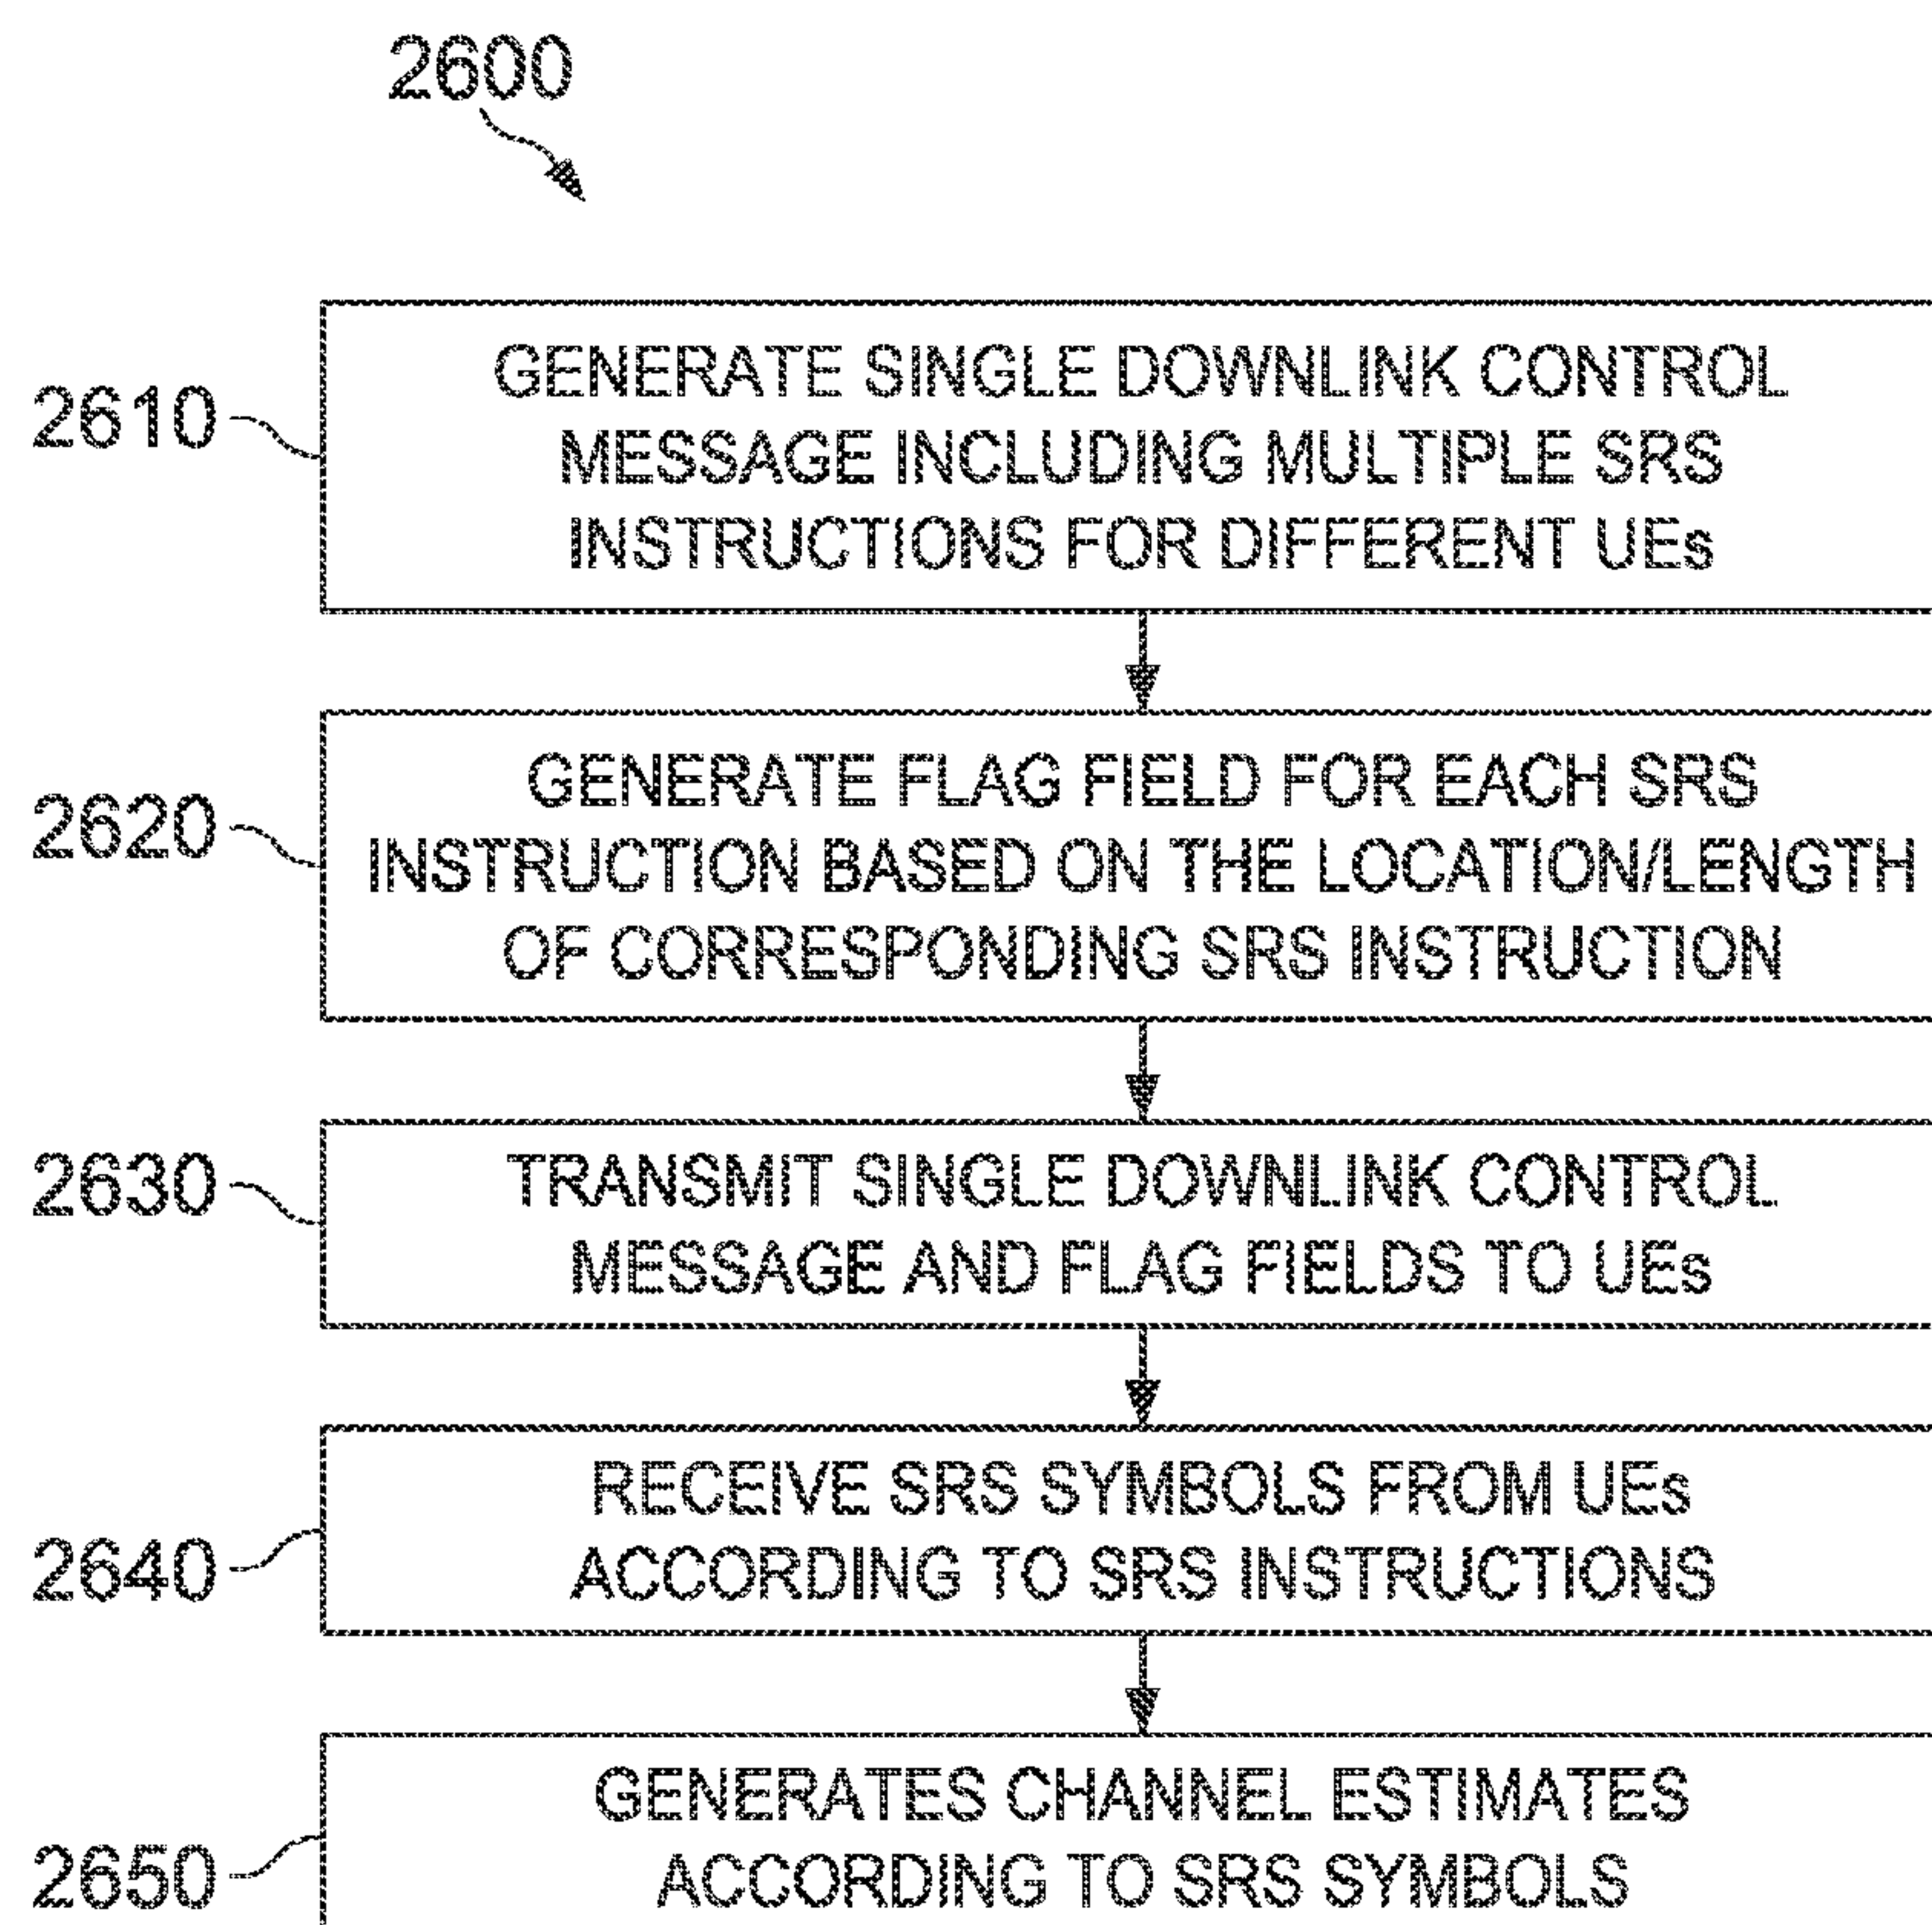 2600
2610
GENERATE SINGLE DOWNLINK CONTROL
MESSAGE INCLUDING MULTIPLE SRS
INSTRUCTIONS FOR DIFFERENT UEs
2620
GENERATE FLAG FIELD FOR EACH SRS
INSTRUCTION BASED ON THE LOCATION/LENGTH
OF CORRESPONDING SRS INSTRUCTION
2630
TRANSMIT SINGLE DOWNLINK CONTROL
MESSAGE AND FLAG FIELDS TO UEs
2640
RECEIVE SRS SYMBOLS FROM UEs
ACCORDING TO SRS INSTRUCTIONS
2650
GENERATES CHANNEL ESTIMATES
ACCORDING TO SRS SYMBOLS